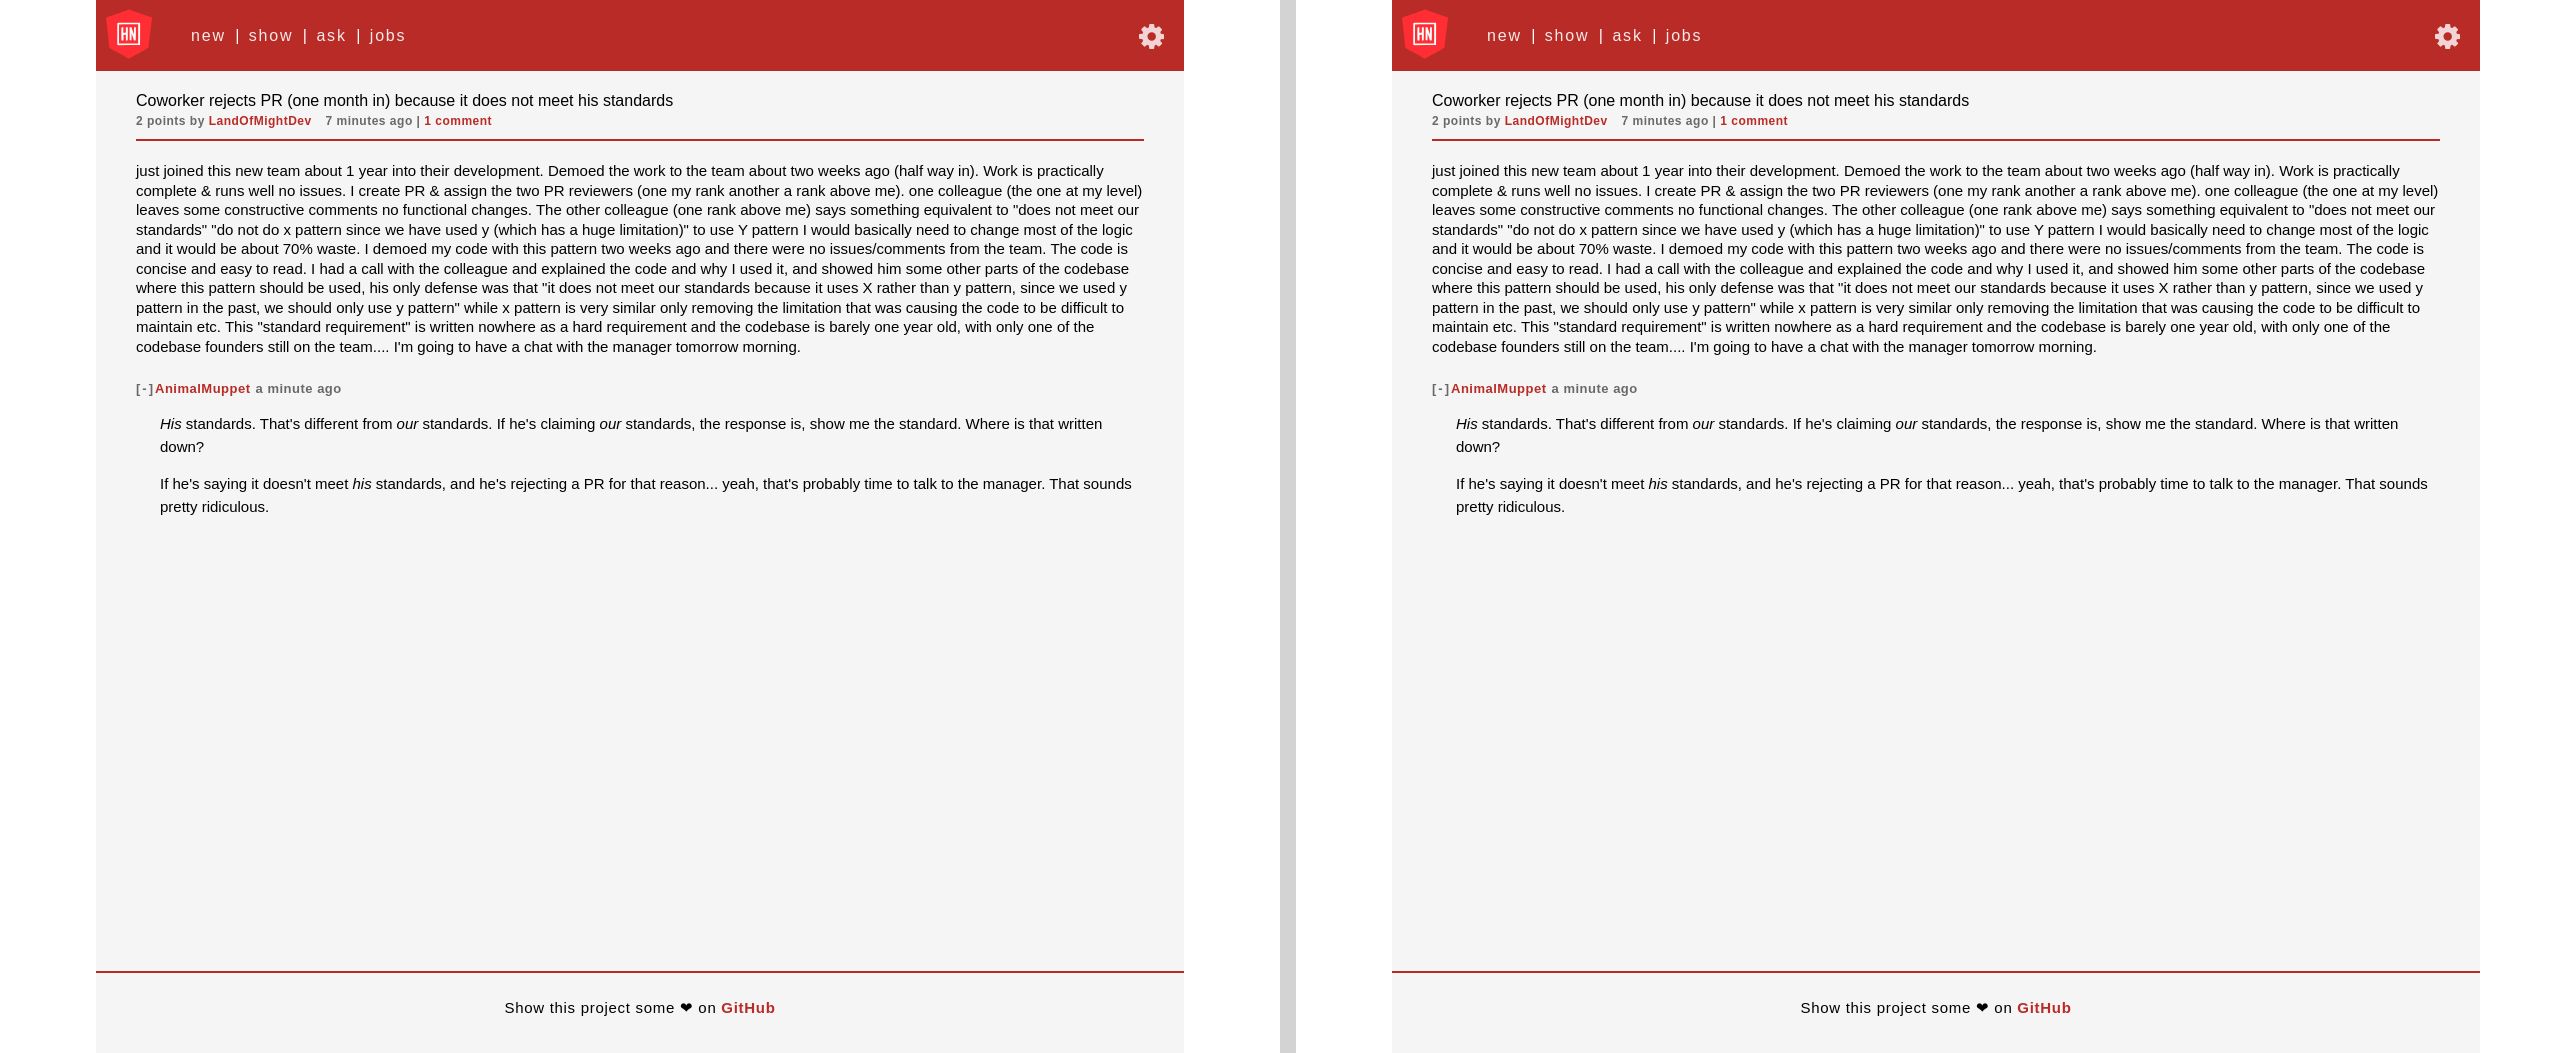 HN
new | show | ask | jobs
Coworker rejects PR (one month in) because it does not meet his standards
2 points by LandOfMightDev 7 minutes ago | 1 comment
just joined this new team about 1 year into their development. Demoed the work to the team about two weeks ago (half way in). Work is practically
complete & runs well no issues. I create PR & assign the two PR reviewers (one my rank another a rank above me). one colleague (the one at my level)
leaves some constructive comments no functional changes. The other colleague (one rank above me) says something equivalent to "does not meet our
standards" "do not do x pattern since we have used y (which has a huge limitation)" to use Y pattern I would basically need to change most of the logic
and it would be about 70% waste. I demoed my code with this pattern two weeks ago and there were no issues/comments from the team. The code is
concise and easy to read. I had a call with the colleague and explained the code and why I used it, and showed him some other parts of the codebase
where this pattern should be used, his only defense was that "it does not meet our standards because it uses X rather than y pattern, since we used y
pattern in the past, we should only use y pattern" while x pattern is very similar only removing the limitation that was causing the code to be difficult to
maintain etc. This "standard requirement" is written nowhere as a hard requirement and the codebase is barely one year old, with only one of the
codebase founders still on the team.... I'm going to have a chat with the manager tomorrow morning.
[-]AnimalMuppet a minute ago
His standards. That's different from our standards. If he's claiming our standards, the response is, show me the standard. Where is that written
down?
If he's saying it doesn't meet his standards, and he's rejecting a PR for that reason... yeah, that's probably time to talk to the manager. That sounds
pretty ridiculous.
Show this project some ❤ on GitHub
HN
new | show | ask | jobs
Coworker rejects PR (one month in) because it does not meet his standards
2 points by LandOfMightDev 7 minutes ago | 1 comment
just joined this new team about 1 year into their development. Demoed the work to the team about two weeks ago (half way in). Work is practically
complete & runs well no issues. I create PR & assign the two PR reviewers (one my rank another a rank above me). one colleague (the one at my level)
leaves some constructive comments no functional changes. The other colleague (one rank above me) says something equivalent to "does not meet our
standards" "do not do x pattern since we have used y (which has a huge limitation)" to use Y pattern I would basically need to change most of the logic
and it would be about 70% waste. I demoed my code with this pattern two weeks ago and there were no issues/comments from the team. The code is
concise and easy to read. I had a call with the colleague and explained the code and why I used it, and showed him some other parts of the codebase
where this pattern should be used, his only defense was that "it does not meet our standards because it uses X rather than y pattern, since we used y
pattern in the past, we should only use y pattern" while x pattern is very similar only removing the limitation that was causing the code to be difficult to
maintain etc. This "standard requirement" is written nowhere as a hard requirement and the codebase is barely one year old, with only one of the
codebase founders still on the team.... I'm going to have a chat with the manager tomorrow morning.
[-]AnimalMuppet a minute ago
His standards. That's different from our standards. If he's claiming our standards, the response is, show me the standard. Where is that written
down?
If he's saying it doesn't meet his standards, and he's rejecting a PR for that reason... yeah, that's probably time to talk to the manager. That sounds
pretty ridiculous.
Show this project some ❤ on GitHub